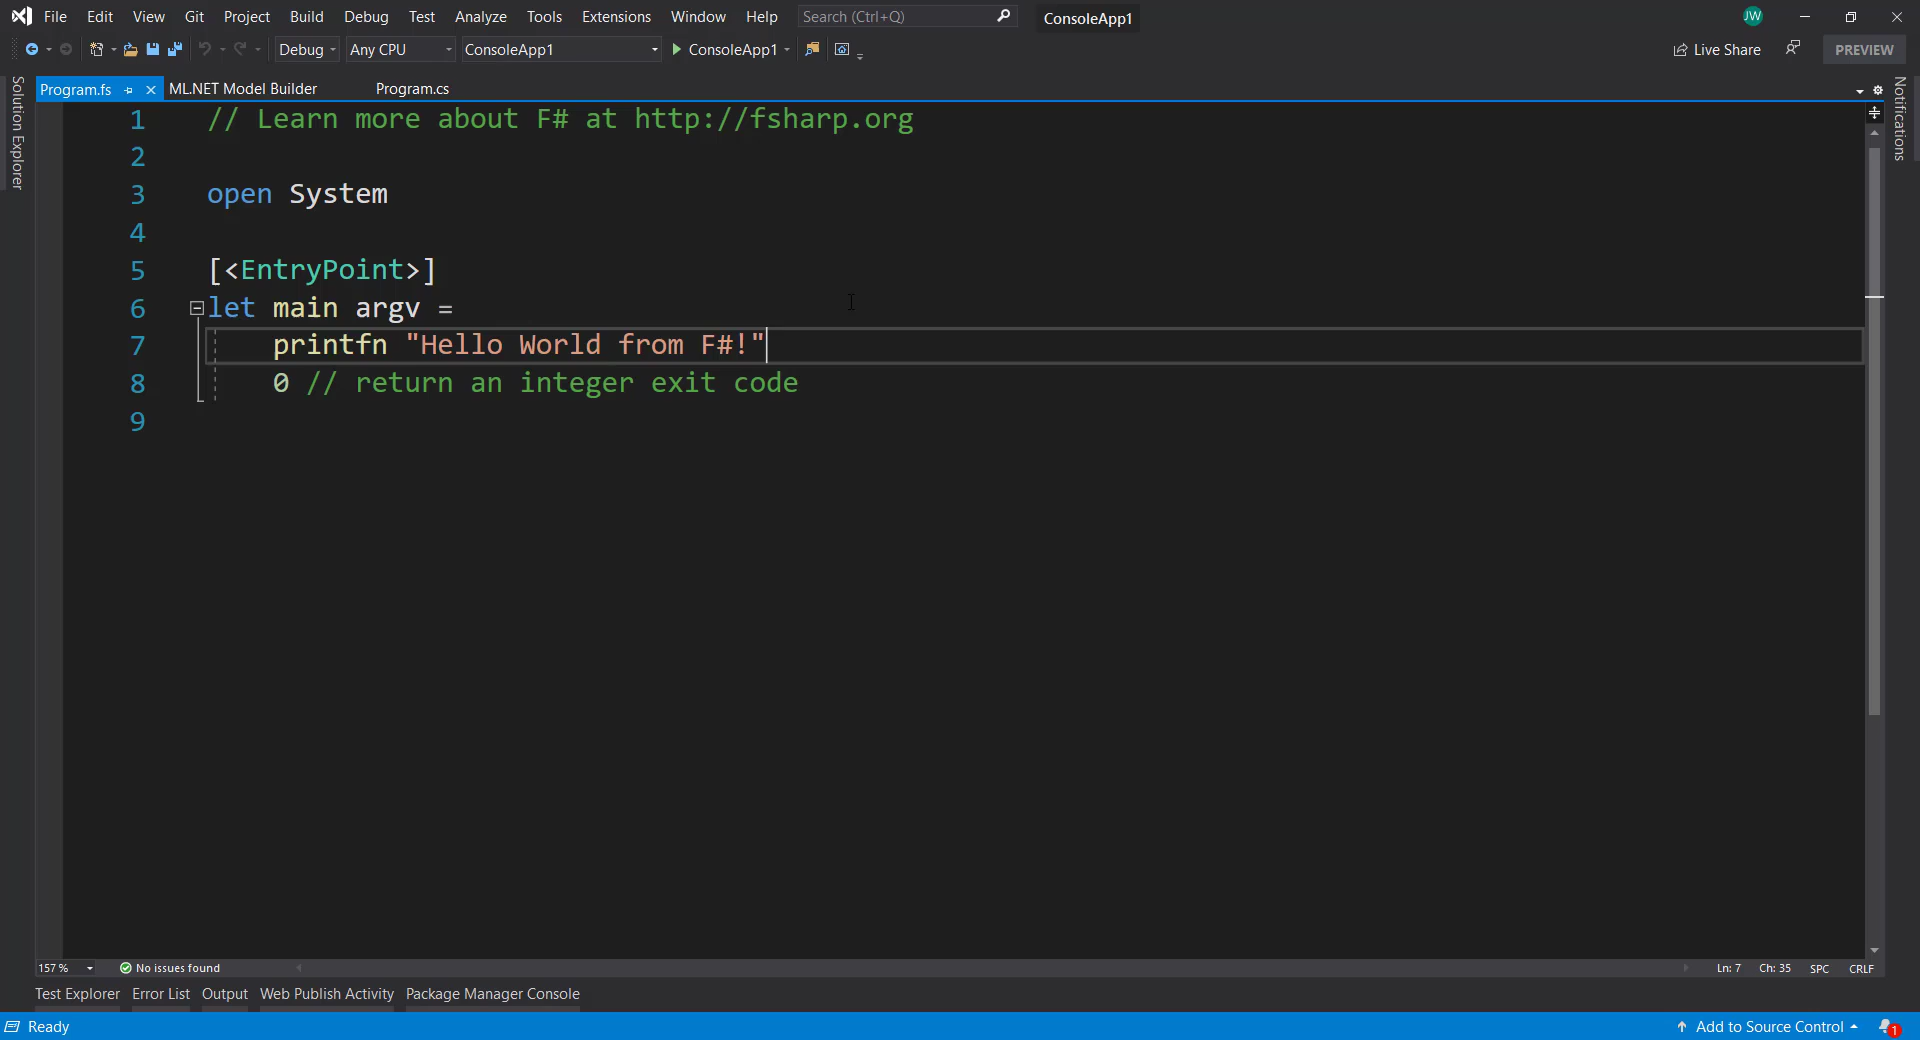 File Edit View Git Project Build Debug Test Analyze Tools Extensions Window Help Search (Ctrl+Q) ConsoleApp1 JW
Debug Any CPU ConsoleApp1 ConsoleApp1 Live Share PREVIEW
Solution Explorer
Program.fs ML.NET Model Builder Program.cs
Notifications
1 // Learn more about F# at http://fsharp.org
2
3 open System
4
5 [<EntryPoint>]
6 let main argv =
7 printfn "Hello World from F#!"
8 0 // return an integer exit code
9
157 % No issues found Ln: 7 Ch: 35 SPC CRLF
Test Explorer Error List Output Web Publish Activity Package Manager Console
Ready Add to Source Control 1